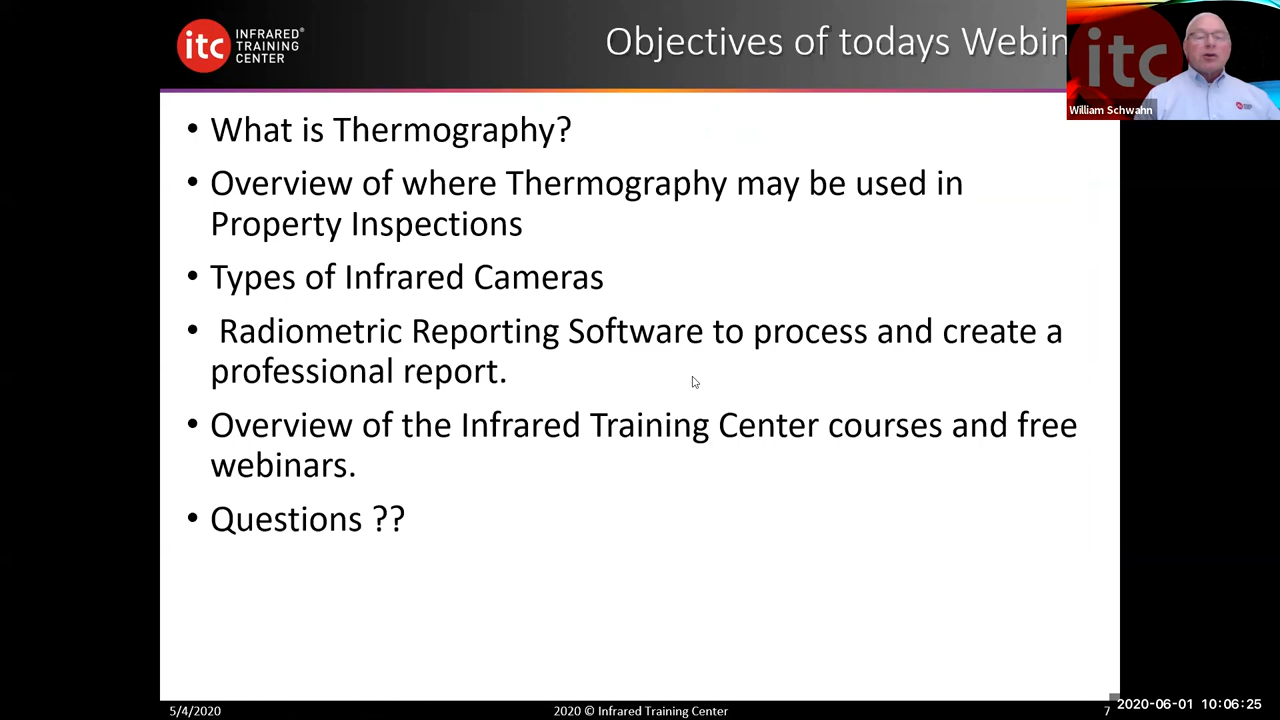 itc INFRARED®
TRAINING
CENTER
Objectives of todays Webin
itc
William Schwahn
• What is Thermography?
• Overview of where Thermography may be used in
Property Inspections
• Types of Infrared Cameras
• Radiometric Reporting Software to process and create a
professional report.
• Overview of the Infrared Training Center courses and free
webinars.
• Questions ??
5/4/2020
2020 © Infrared Training Center
7
2020-06-01 10:06:25